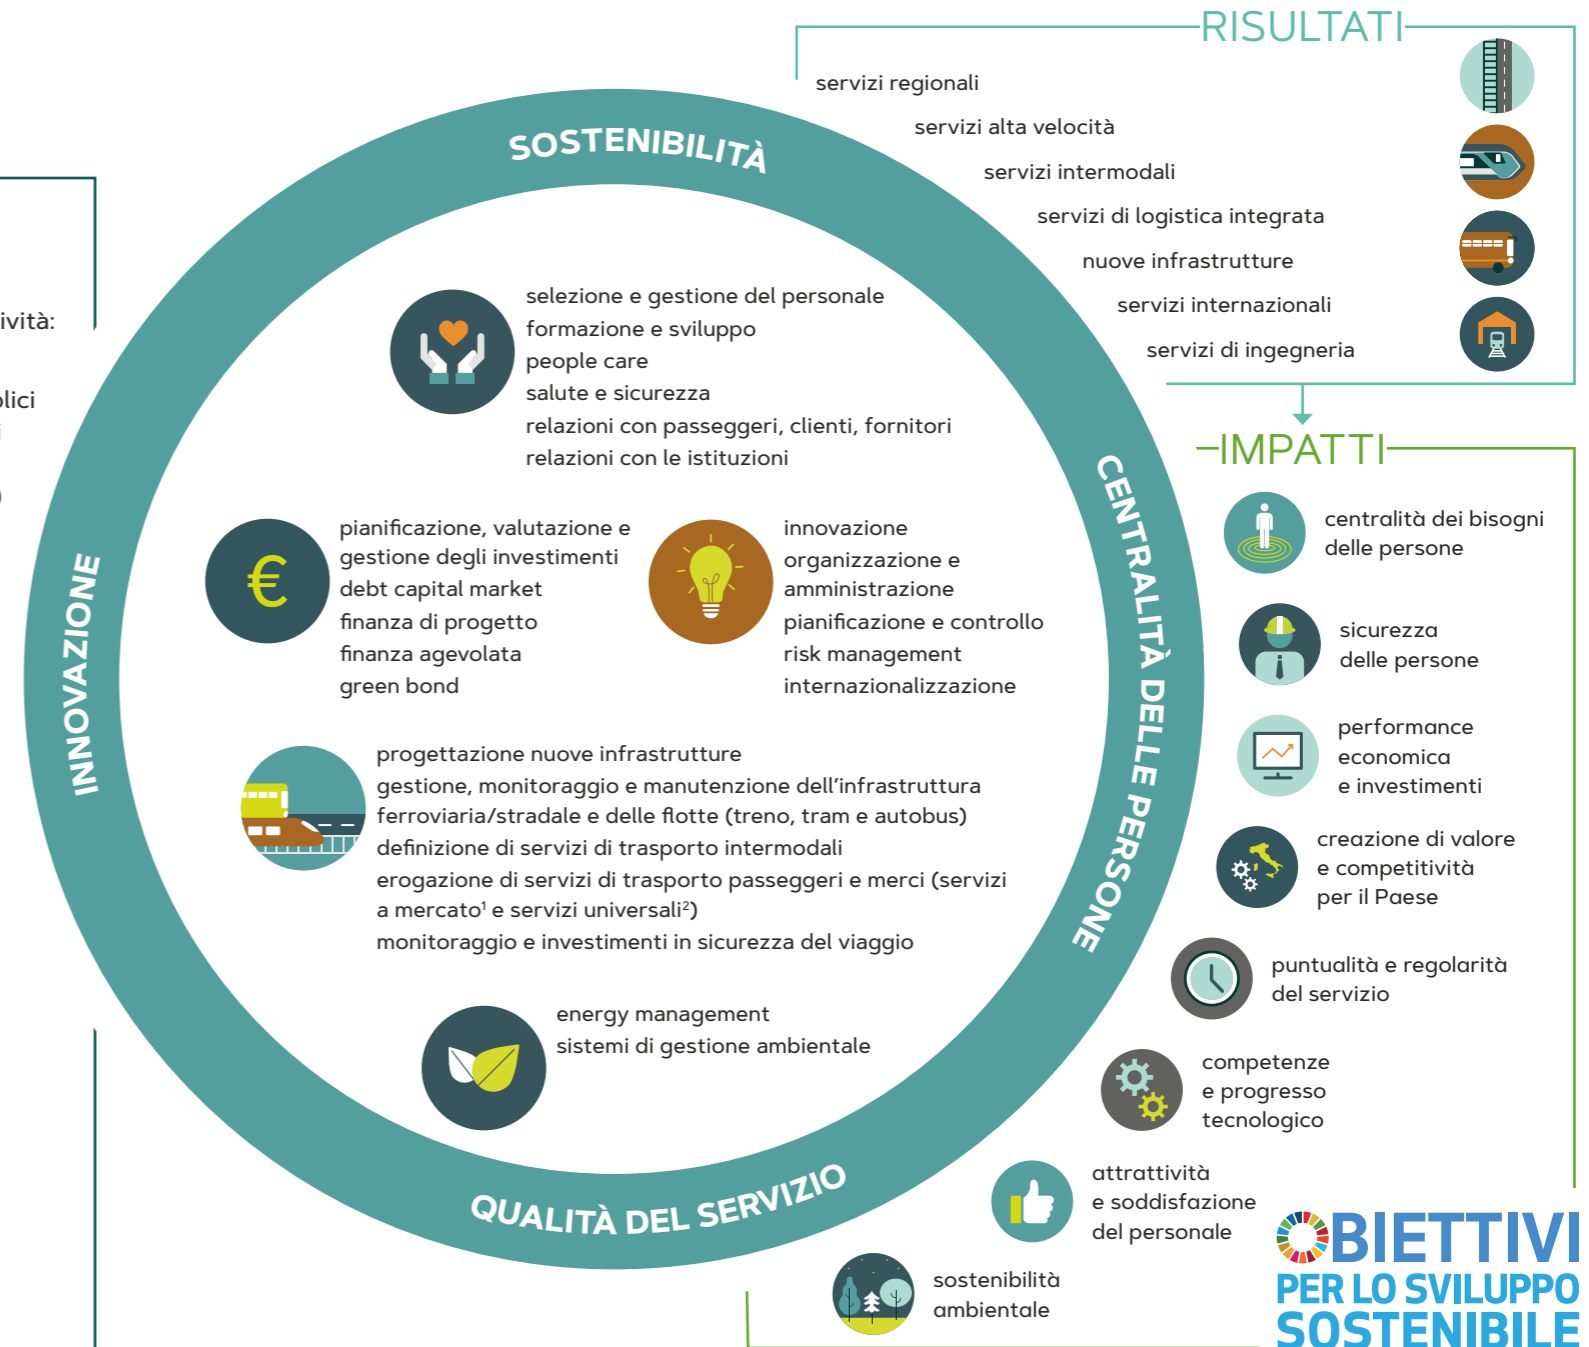 RISULTATI
servizi regionali
servizi alta velocità
servizi intermodali
servizi di logistica integrata
nuove infrastrutture
servizi internazionali
servizi di ingegneria
SOSTENIBILITÀ
INNOVAZIONE
CENTRALITÀ DELLE PERSONE
QUALITÀ DEL SERVIZIO
selezione e gestione del personale
formazione e sviluppo
people care
salute e sicurezza
relazioni con passeggeri, clienti, fornitori
relazioni con le istituzioni
€
pianificazione, valutazione e
gestione degli investimenti
debt capital market
finanza di progetto
finanza agevolata
green bond
innovazione
organizzazione e
amministrazione
pianificazione e controllo
risk management
internazionalizzazione
progettazione nuove infrastrutture
gestione, monitoraggio e manutenzione dell’infrastruttura
ferroviaria/stradale e delle flotte (treno, tram e autobus)
definizione di servizi di trasporto intermodali
erogazione di servizi di trasporto passeggeri e merci (servizi
a mercato¹ e servizi universali²)
monitoraggio e investimenti in sicurezza del viaggio
energy management
sistemi di gestione ambientale
IMPATTI
centralità dei bisogni
delle persone
sicurezza
delle persone
performance
economica
e investimenti
creazione di valore
e competitività
per il Paese
puntualità e regolarità
del servizio
competenze
e progresso
tecnologico
attrattività
e soddisfazione
del personale
sostenibilità
ambientale
OBIETTIVI
PER LO SVILUPPO
SOSTENIBILE